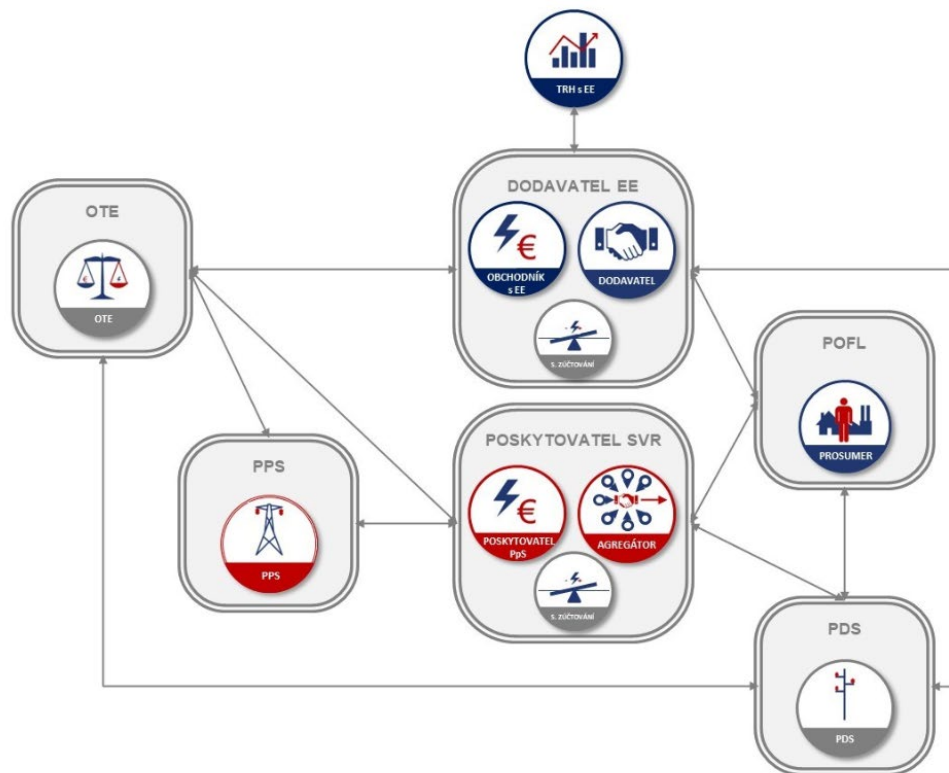 TRH s EE
DODAVATEL EE
OTE
OBCHODNÍK
s EE
DODAVATEL
OTE
S. ZÚČTOVÁNÍ
POFL
PROSUMER
POSKYTOVATEL SVR
PPS
POSKYTOVATEL
PpS
AGREGÁTOR
PPS
S. ZÚČTOVÁNÍ
PDS
PDS